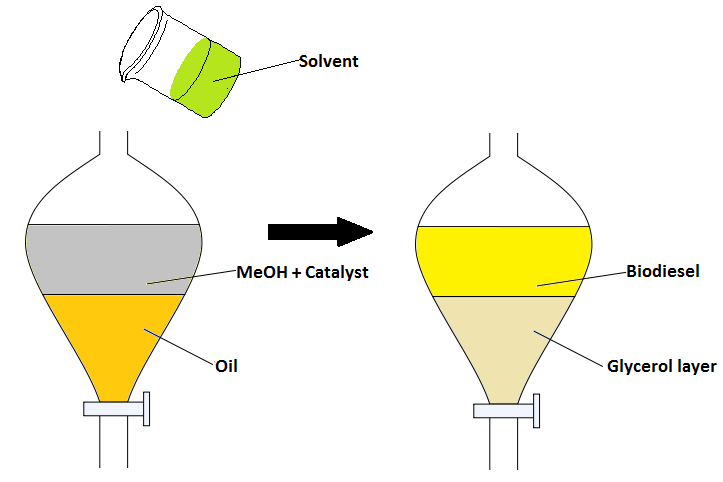 Solvent
MeOH + Catalyst
Oil
Biodiesel
Glycerol layer